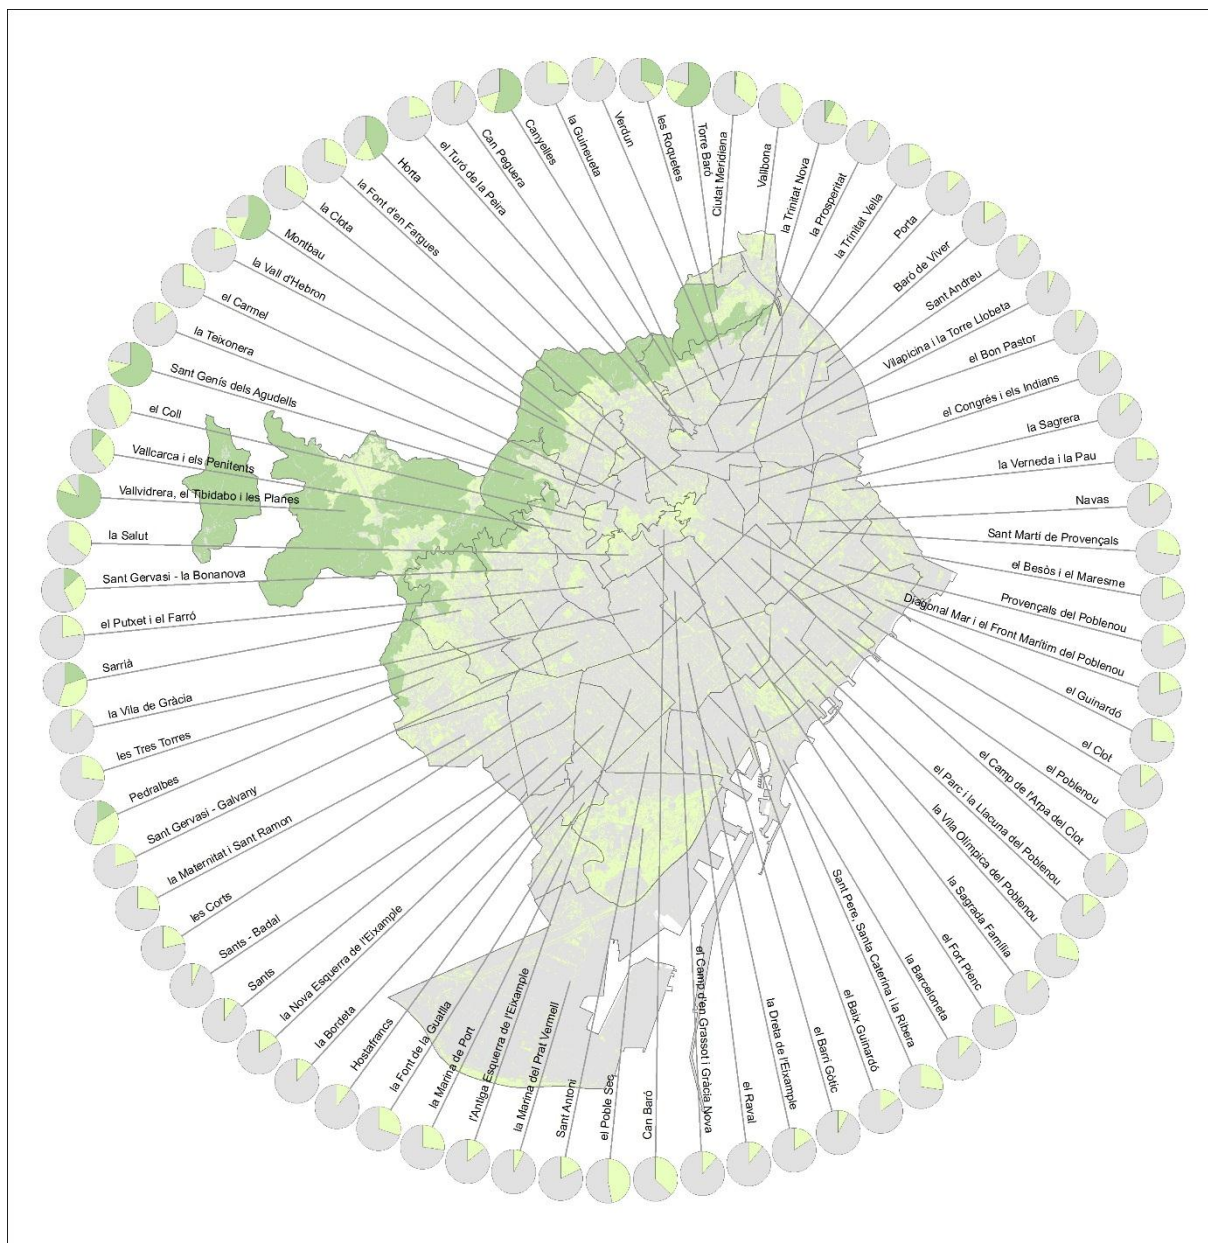 Verdun
les Roquetes
Torre Baró
Ciutat Meridiana
Vallbona
la Trinitat Nova
la Prosperitat
la Trinitat Vella
Porta
Baró de Viver
Sant Andreu
Vilapicina i la Torre Llobeta
el Bon Pastor
el Congrés i els Indians
la Sagrera
la Verneda i la Pau
Navas
Sant Martí de Provençals
el Besòs i el Maresme
Provençals del Poblenou
Diagonal Mar i el Front Marítim del Poblenou
el Guinardó
el Clot
el Poblenou
el Camp de l'Arpa del Clot
el Parc i la Llacuna del Poblenou
la Vila Olímpica del Poblenou
la Sagrada Família
el Fort Pienc
la Barceloneta
Sant Pere, Santa Caterina i la Ribera
el Baix Guinardó
el Barri Gòtic
la Dreta de l'Eixample
el Raval
el Camp d'en Grassot i Gràcia Nova
Can Baró
el Poble Sec
Sant Antoni
la Marina del Prat Vermell
l'Antiga Esquerra de l'Eixample
la Marina de Port
la Font de la Guatlla
Hostafrancs
la Bordeta
la Nova Esquerra de l'Eixample
Sants
Sants - Badal
les Corts
la Maternitat i Sant Ramon
Sant Gervasi - Galvany
Pedralbes
les Tres Torres
la Vila de Gràcia
Sarrià
el Putxet i el Farró
Sant Gervasi - la Bonanova
la Salut
Vallvidrera, el Tibidabo i les Planes
Vallcarca i els Penitents
el Coll
Sant Genís dels Agudells
la Teixonera
el Carmel
la Vall d'Hebron
Montbau
la Clota
la Font d'en Fargues
Horta
el Turó de la Peira
Can Peguera
Canyelles
la Guineueta